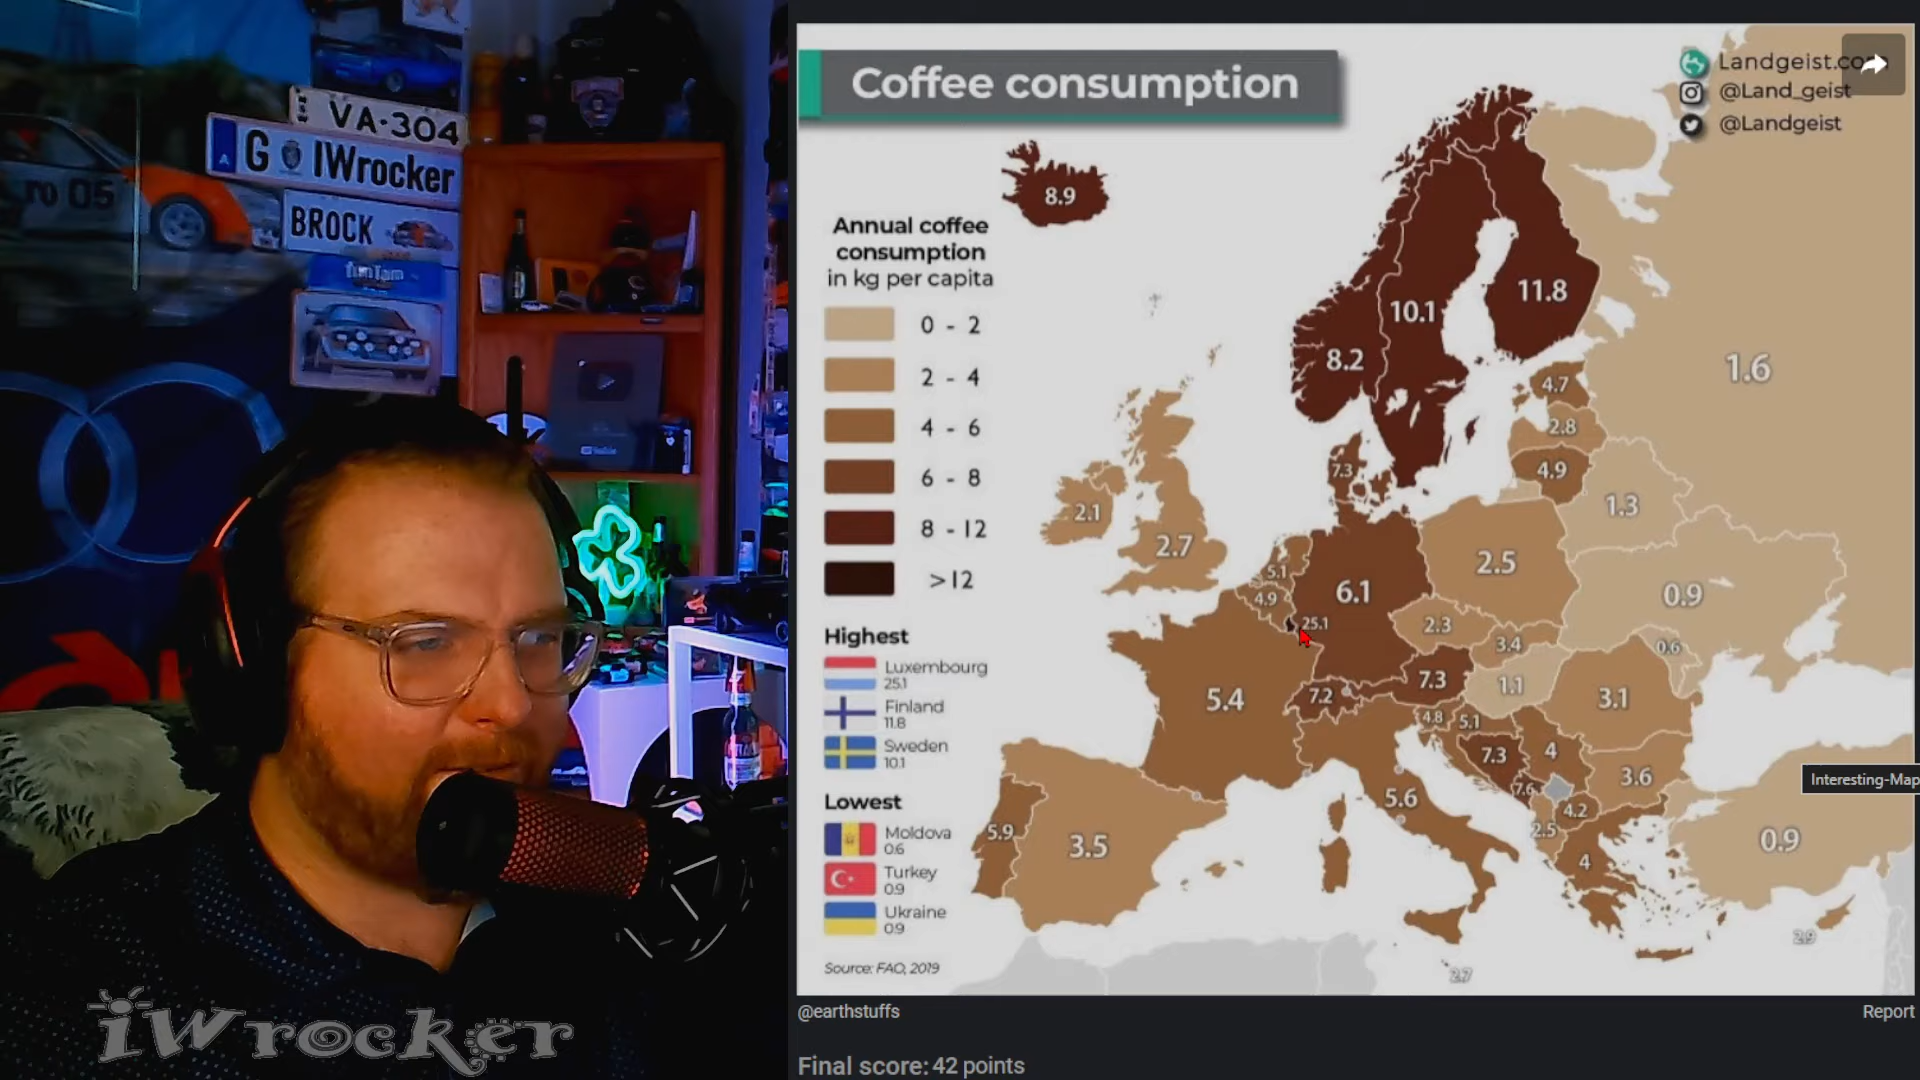 VA·304
G IWrocker
A
ro 05
BROCK
YouTube
iWrocker
Coffee consumption
Landgeist.co
@Land_geist
@Landgeist
Annual coffee
consumption
in kg per capita
0 - 2
2 - 4
4 - 6
6 - 8
8 - 12
>12
Highest
Luxembourg
25.1
Finland
11.8
Sweden
10.1
Lowest
Moldova
0.6
Turkey
0.9
Ukraine
0.9
Source: FAO, 2019
8.9
11.8
10.1
8.2
1.6
4.7
2.8
4.9
7.3
1.3
2.1
2.7
5.1
4.9
25.1
6.1
2.5
0.9
2.3
3.4
0.6
5.4
7.2
7.3
1.1
3.1
4.8
5.1
7.3
4
3.6
7.6
4.2
2.5
4
5.6
5.9
3.5
0.9
2.9
2.7
Interesting-Map
@earthstuffs
Report
Final score: 42 points